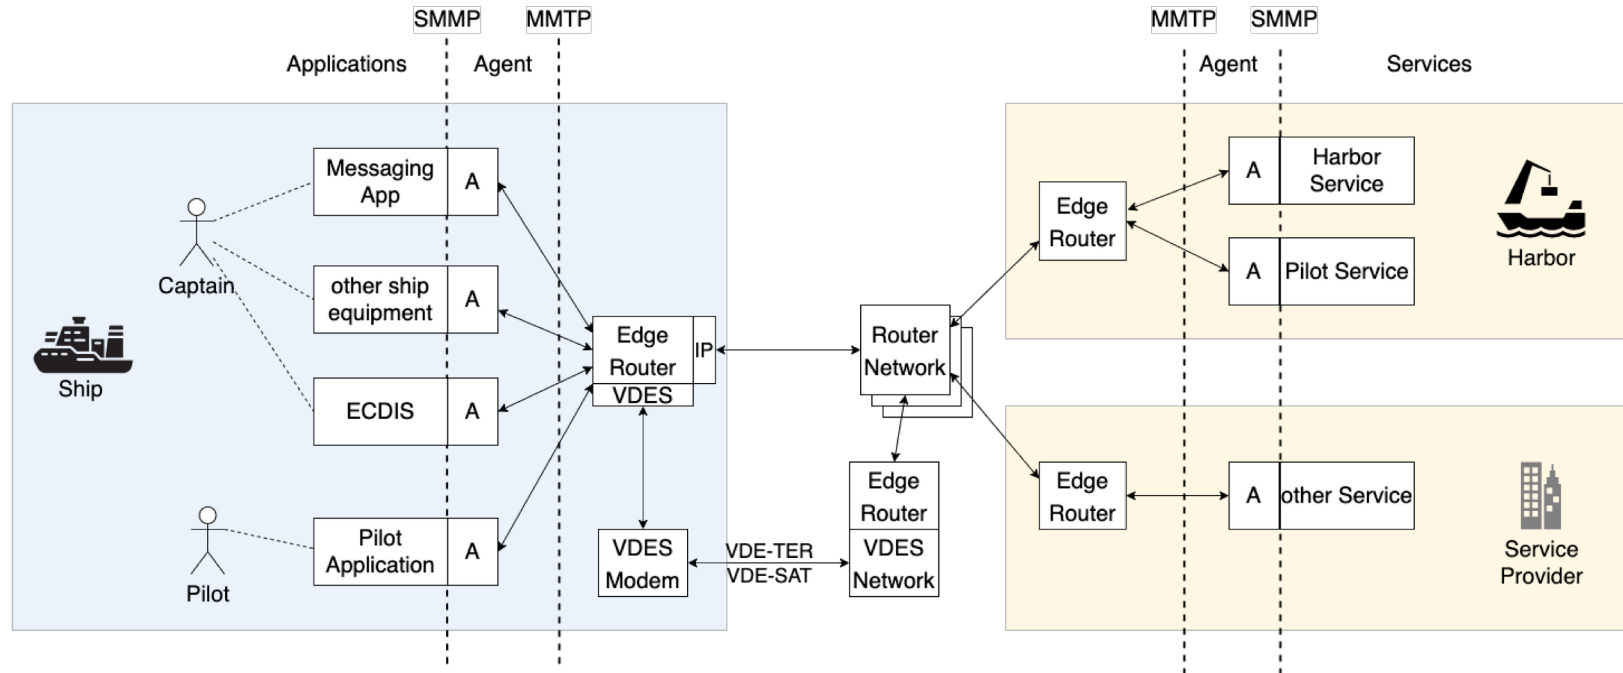 SMMP
MMTP
MMTP
SMMP
Applications
Agent
Agent
Services
Messaging
App
A
Captain
other ship
equipment
A
Ship
ECDIS
A
Pilot
Pilot
Application
A
Edge
Router
IP
VDES
VDES
Modem
VDE-TER
VDE-SAT
Router
Network
Edge
Router
VDES
Network
Edge
Router
A
Harbor
Service
A
Pilot Service
Harbor
Edge
Router
A
other Service
Service
Provider